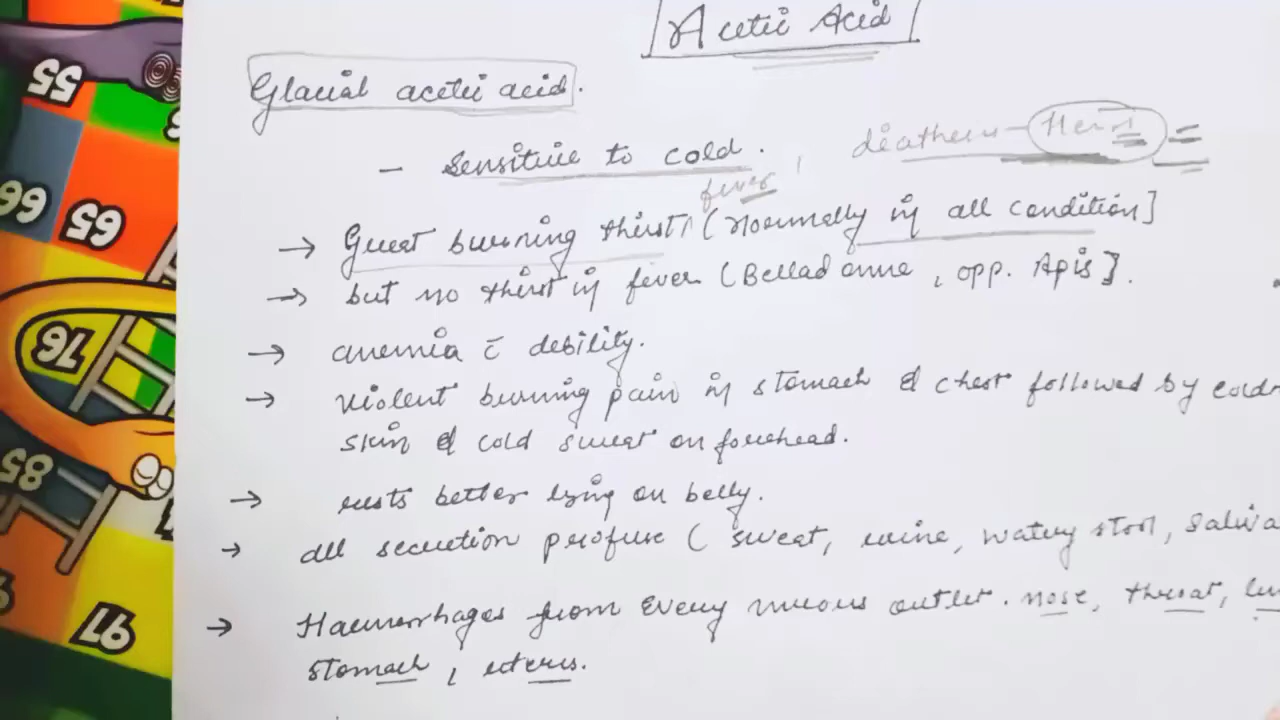 Acetic Acid
Glacial acetic acid.
- Sensitive to cold.
diathesis -
fever
→ Great burning thirst (Normally in all condition]
→ but no thirst in fever (Belladonne, opp. Apis].
→ anemia c̄ debility.
→ violent burning pain in stomach & chest followed by cold
skin & cold sweat on forehead.
→ rests better lying on belly.
→ all secretion profuse ( sweat, urine, watery stool, Saliva
→ Haemorrhages from Every mucous outlet. nose, throat,
stomach, uterus.
55
66
65
76
85
97